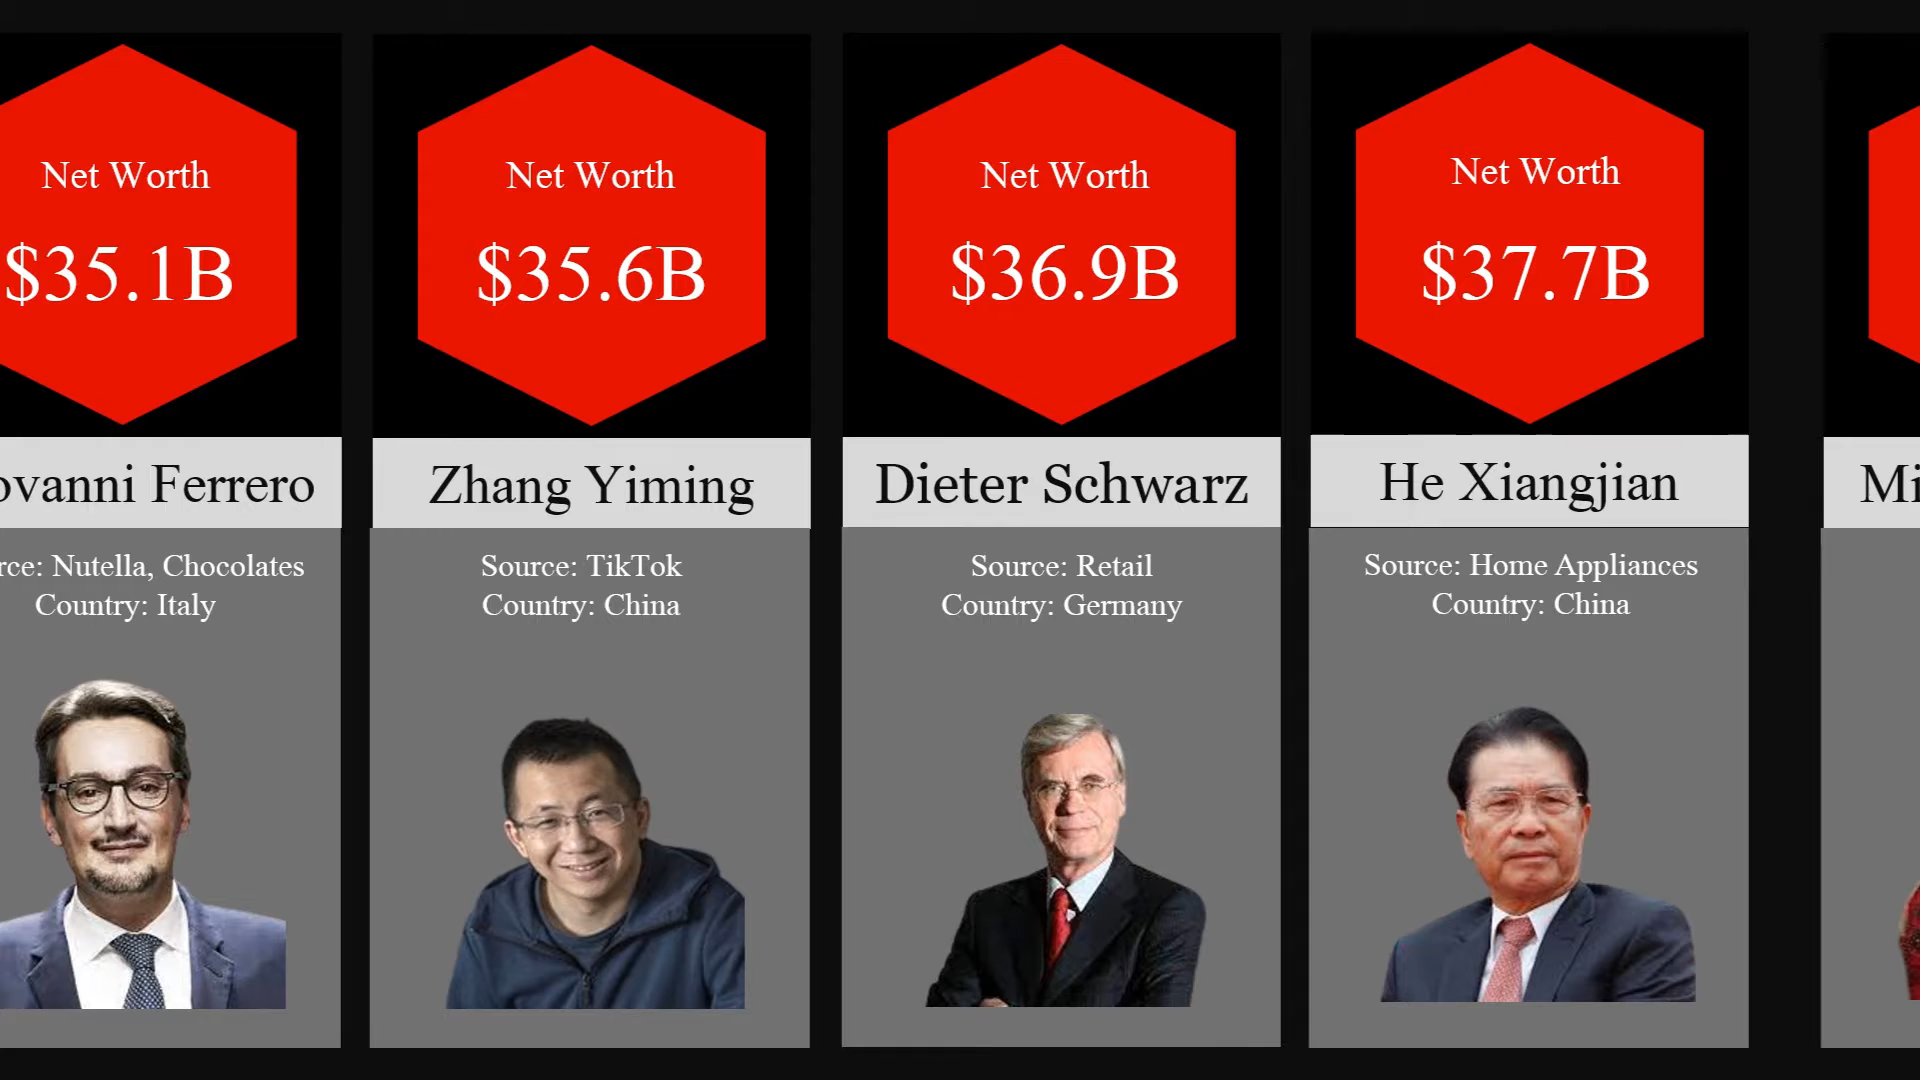 Net Worth
$35.1B
ovanni Ferrero
rce: Nutella, Chocolates
Country: Italy
Net Worth
$35.6B
Zhang Yiming
Source: TikTok
Country: China
Net Worth
$36.9B
Dieter Schwarz
Source: Retail
Country: Germany
Net Worth
$37.7B
He Xiangjian
Source: Home Appliances
Country: China
Mi